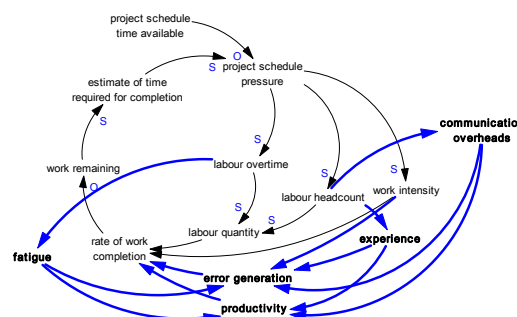 project schedule
time available
O
S
project schedule
pressure
estimate of time
required for completion
S
communicatio
overheads
S
work remaining
labour overtime
S
S
O
S
labour headcount
work intensity
S
labour quantity
rate of work
completion
experience
fatigue
error generation
productivity